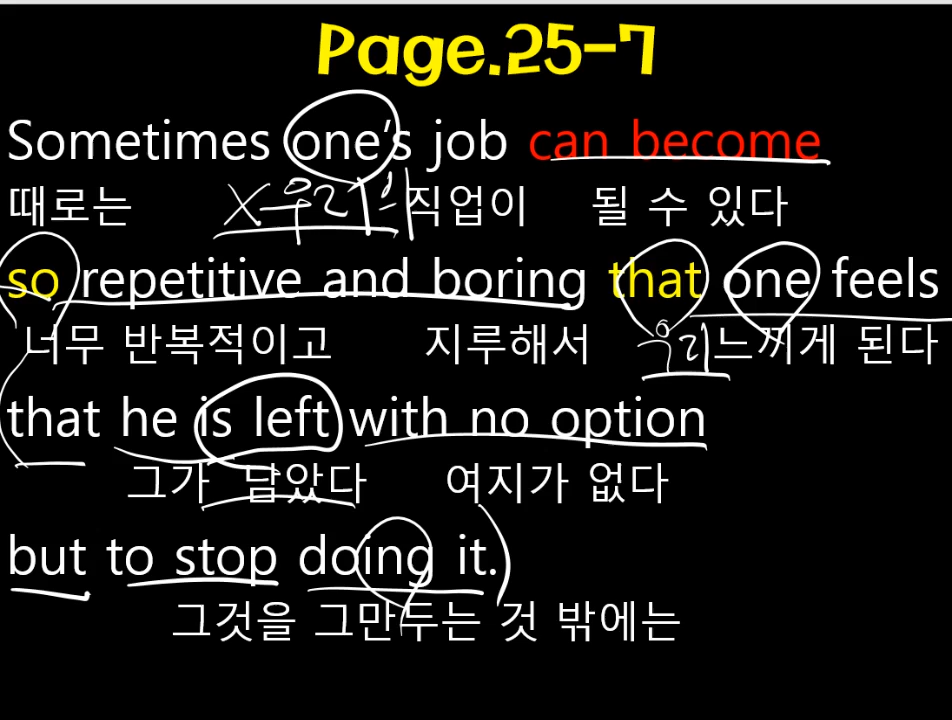 Page.25-7
Sometimes one's job can become
때로는 X 우리의 직업이 될 수 있다
so repetitive and boring that one feels
너무 반복적이고 지루해서 우리 느끼게 된다
that he is left with no option
그가 남았다 여지가 없다
but to stop doing it.
그것을 그만두는 것 밖에는